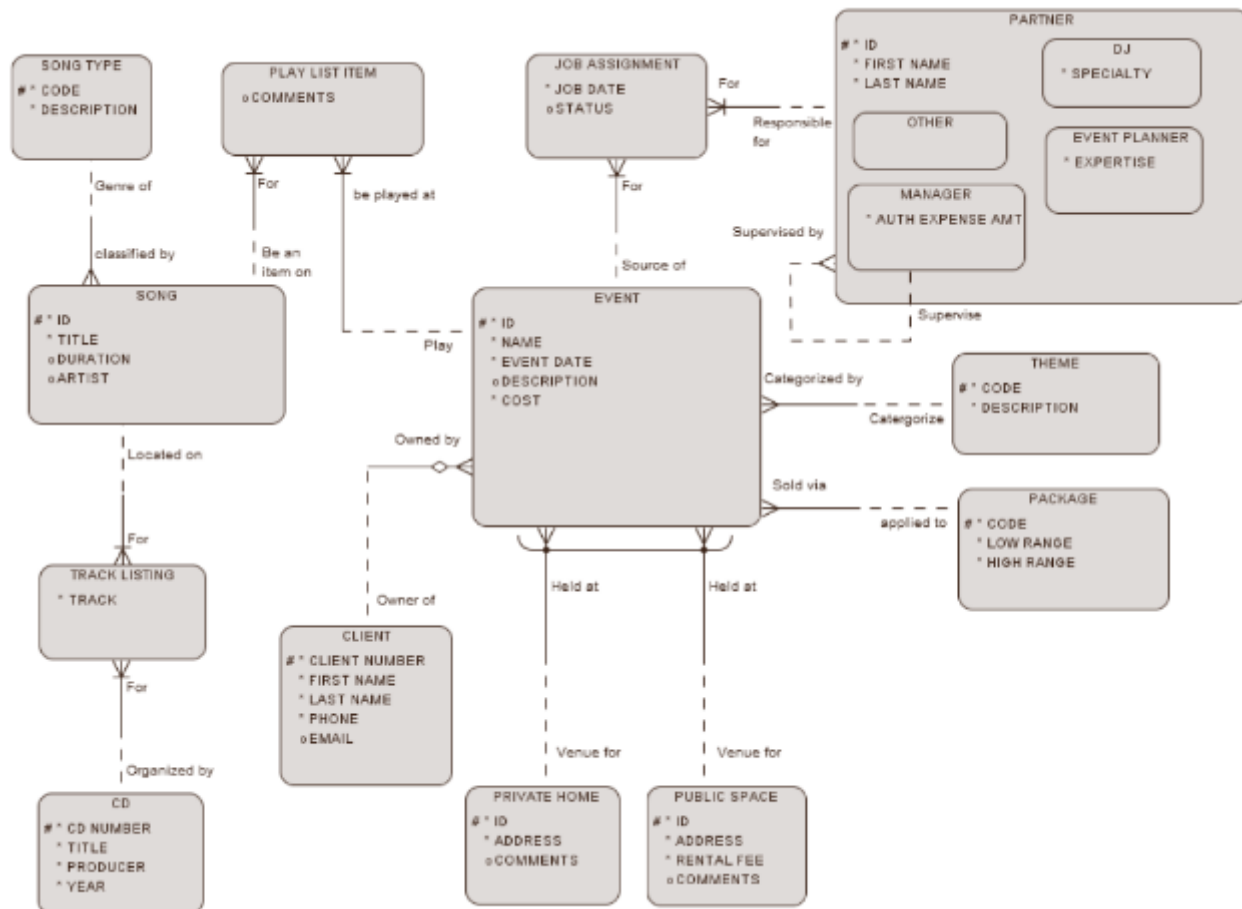 SONG TYPE
# * CODE
* DESCRIPTION
PLAY LIST ITEM
o COMMENTS
JOB ASSIGNMENT
* JOB DATE
o STATUS
PARTNER
# * ID
* FIRST NAME
* LAST NAME
DJ
* SPECIALTY
OTHER
EVENT PLANNER
* EXPERTISE
MANAGER
* AUTH EXPENSE AMT
For
Responsible
for
Supervised by
Supervise
Genre of
classified by
For
Be an
item on
be played at
Play
For
Source of
SONG
# * ID
* TITLE
o DURATION
o ARTIST
EVENT
# * ID
* NAME
* EVENT DATE
o DESCRIPTION
* COST
Categorized by
Catergorize
THEME
# * CODE
* DESCRIPTION
Sold via
applied to
PACKAGE
# * CODE
* LOW RANGE
* HIGH RANGE
Owned by
Owner of
Located on
For
TRACK LISTING
* TRACK
For
Organized by
CD
# * CD NUMBER
* TITLE
* PRODUCER
* YEAR
CLIENT
# * CLIENT NUMBER
* FIRST NAME
* LAST NAME
* PHONE
o EMAIL
Held at
Venue for
Held at
Venue for
PRIVATE HOME
# * ID
* ADDRESS
o COMMENTS
PUBLIC SPACE
# * ID
* ADDRESS
* RENTAL FEE
o COMMENTS